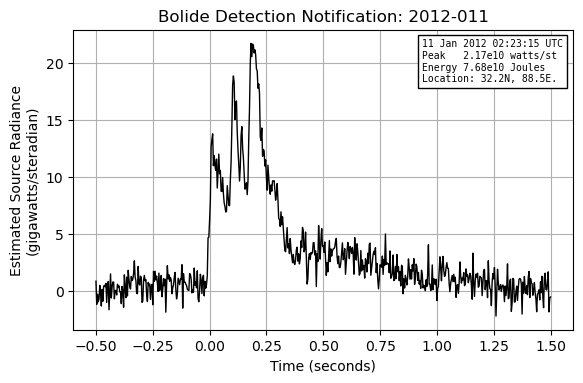 Bolide Detection Notification: 2012-011
11 Jan 2012 02:23:15 UTC
Peak   2.17e10 watts/st
Energy 7.68e10 Joules
Location: 32.2N, 88.5E.
Estimated Source Radiance
(gigawatts/steradian)
20
15
10
5
0
−0.50 −0.25 0.00 0.25 0.50 0.75 1.00 1.25 1.50
Time (seconds)